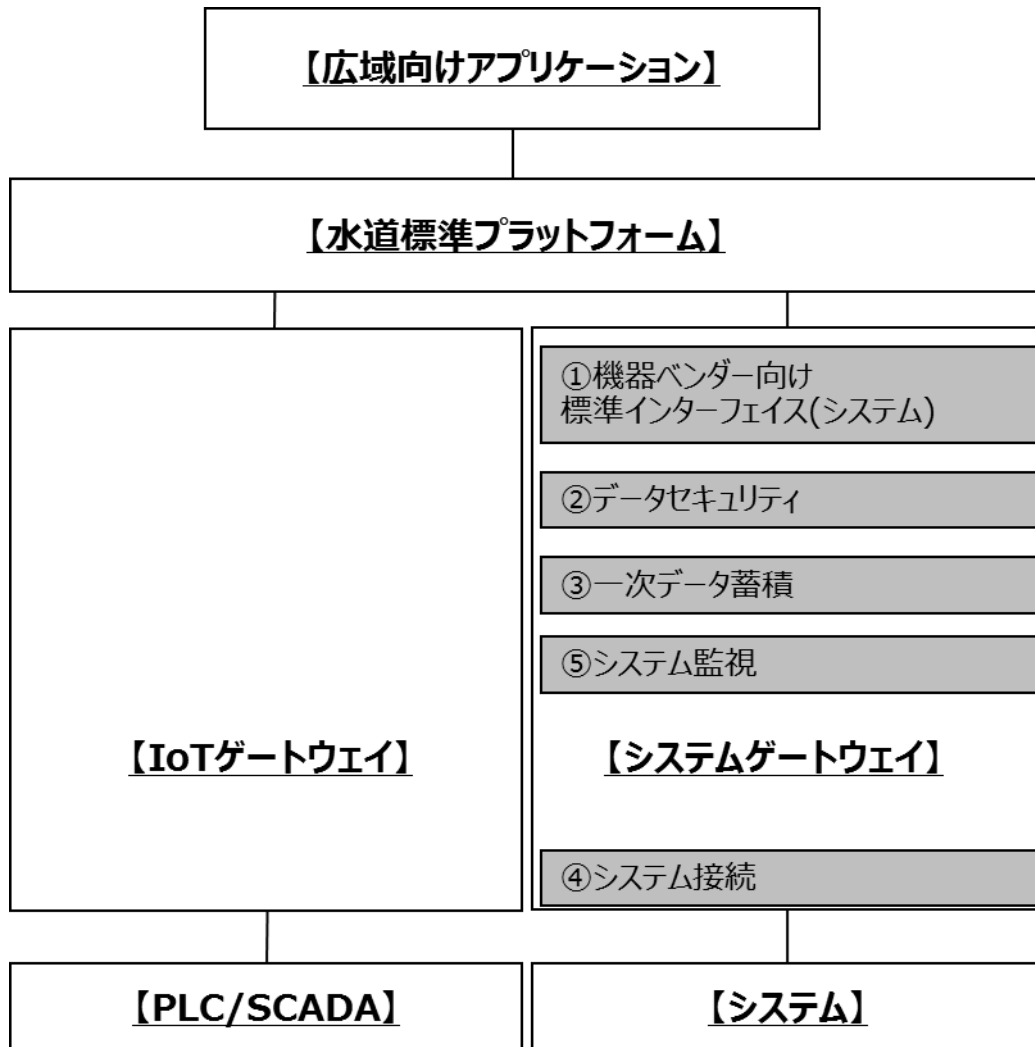 【広域向けアプリケーション】
【水道標準プラットフォーム】
①機器ベンダー向け
標準インターフェイス(システム)
②データセキュリティ
③一次データ蓄積
⑤システム監視
【IoTゲートウェイ】
【システムゲートウェイ】
④システム接続
【PLC/SCADA】
【システム】